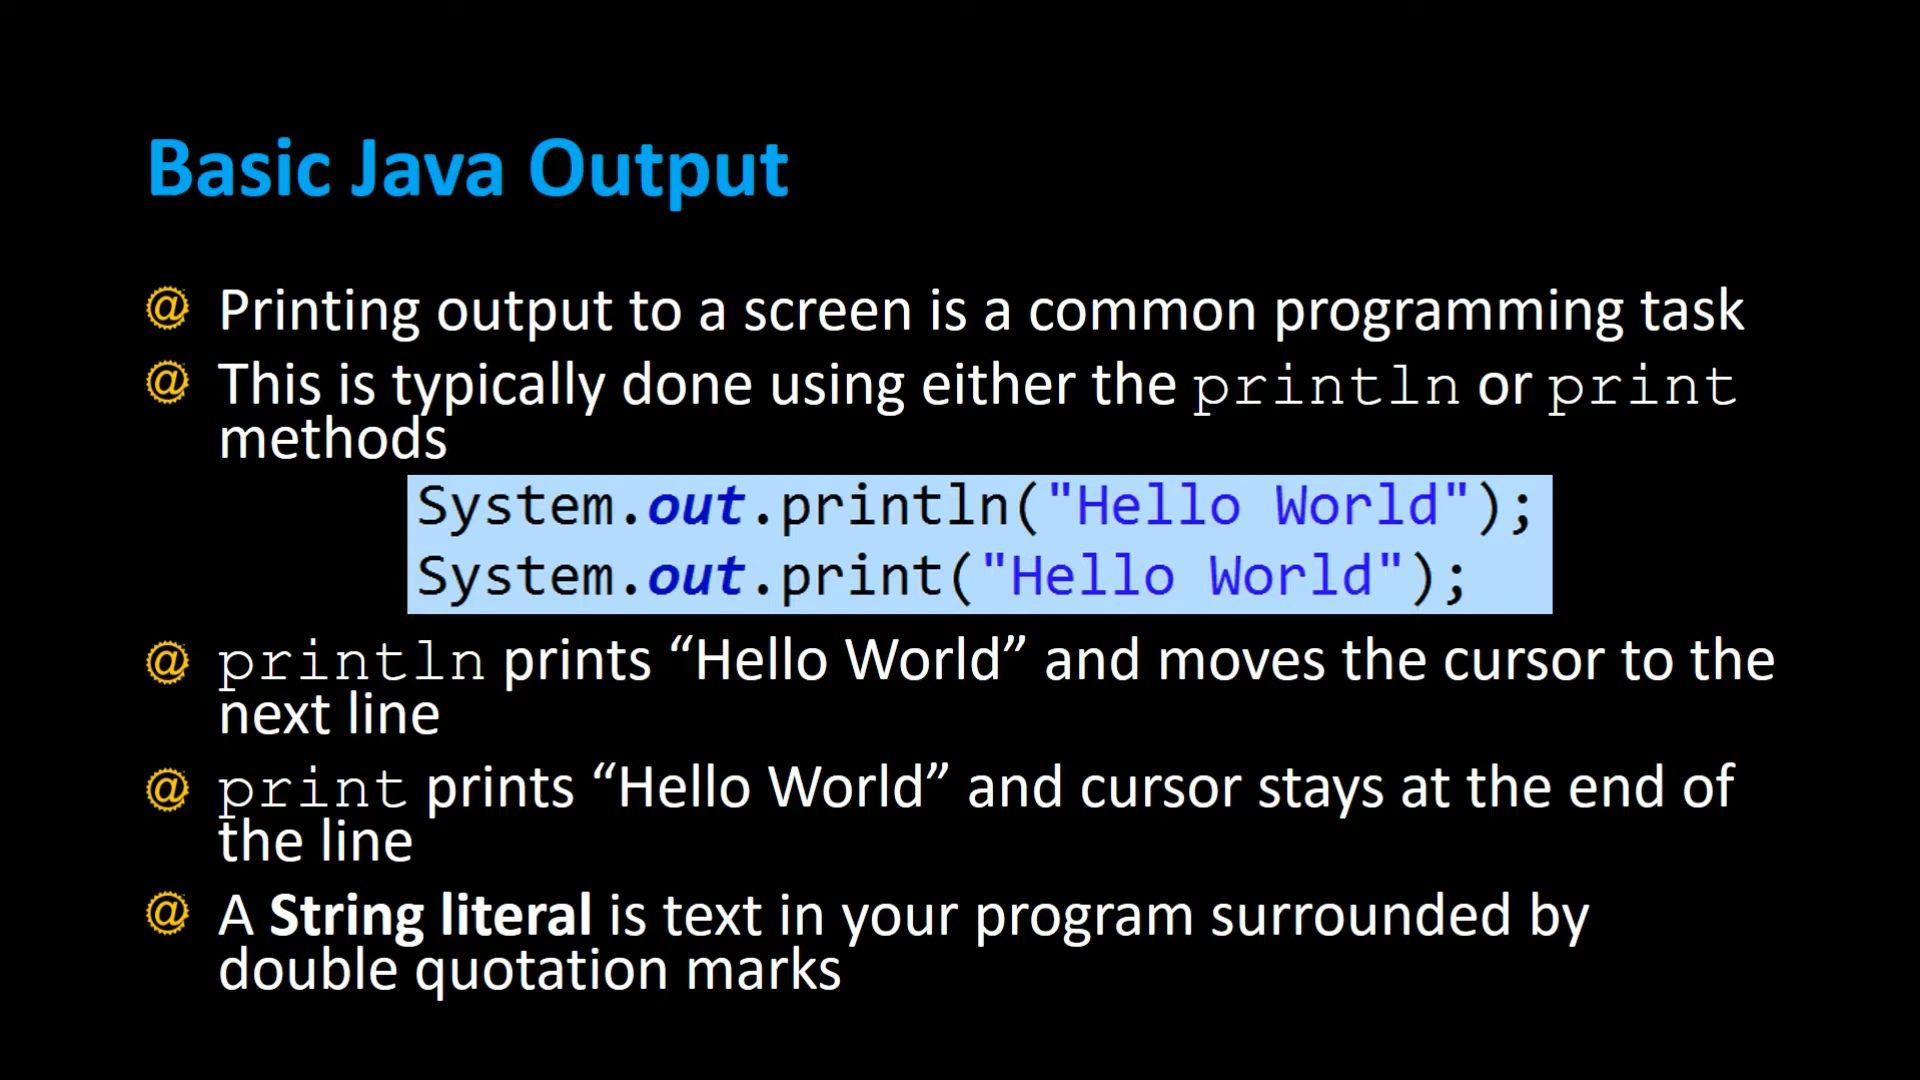 Basic Java Output
@ Printing output to a screen is a common programming task
@ This is typically done using either the println or print
methods
System.out.println("Hello World");
System.out.print("Hello World");
@ println prints “Hello World” and moves the cursor to the
next line
@ print prints “Hello World” and cursor stays at the end of
the line
@ A String literal is text in your program surrounded by
double quotation marks